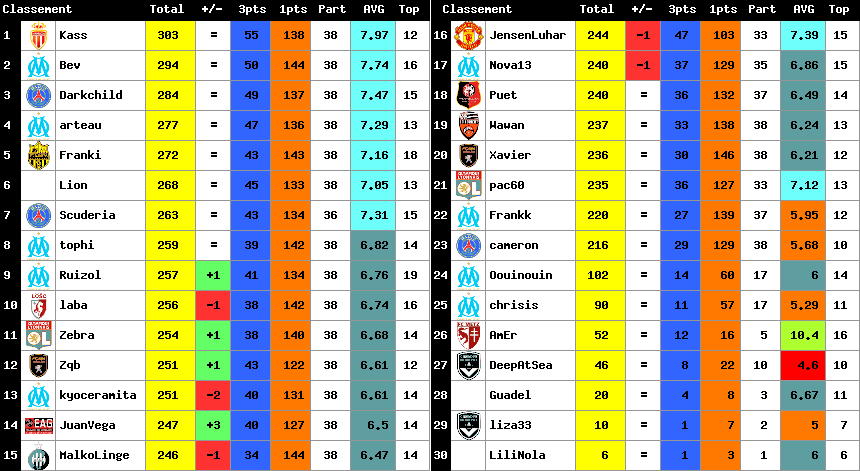 Classement Total +/- 3pts 1pts Part AVG Top
1 Kass 303 = 55 138 38 7.97 12
2 Bev 294 = 50 144 38 7.74 16
3 Darkchild 284 = 49 137 38 7.47 15
4 arteau 277 = 47 136 38 7.29 13
5 Franki 272 = 43 143 38 7.16 18
6 Lion 268 = 45 133 38 7.05 13
7 Scuderia 263 = 43 134 36 7.31 15
8 tophi 259 = 39 142 38 6.82 14
9 Ruizol 257 +1 41 134 38 6.76 19
10 LOSC laba 256 -1 38 142 38 6.74 16
11 Zebra 254 +1 38 140 38 6.68 14
12 Zqb 251 +1 43 122 38 6.61 12
13 kyoceramita 251 -2 40 131 38 6.61 14
14 EAG JuanVega 247 +3 40 127 38 6.5 14
15 MalkoLinge 246 -1 34 144 38 6.47 14
Classement Total +/- 3pts 1pts Part AVG Top
16 JensenLuhar 244 -1 47 103 33 7.39 15
17 Nova13 240 -1 37 129 35 6.86 15
18 Puet 240 = 36 132 37 6.49 14
19 Wawan 237 = 33 138 38 6.24 13
20 Xavier 236 = 30 146 38 6.21 12
21 pac60 235 = 36 127 33 7.12 13
22 Frankk 220 = 27 139 37 5.95 12
23 cameron 216 = 29 129 38 5.68 10
24 Oouinouin 102 = 14 60 17 6 14
25 chrisis 90 = 11 57 17 5.29 11
26 FC METZ AmEr 52 = 12 16 5 10.4 16
27 DeepAtSea 46 = 8 22 10 4.6 10
28 Guadel 20 = 4 8 3 6.67 11
29 liza33 10 = 1 7 2 5 7
30 LiliNola 6 = 1 3 1 6 6